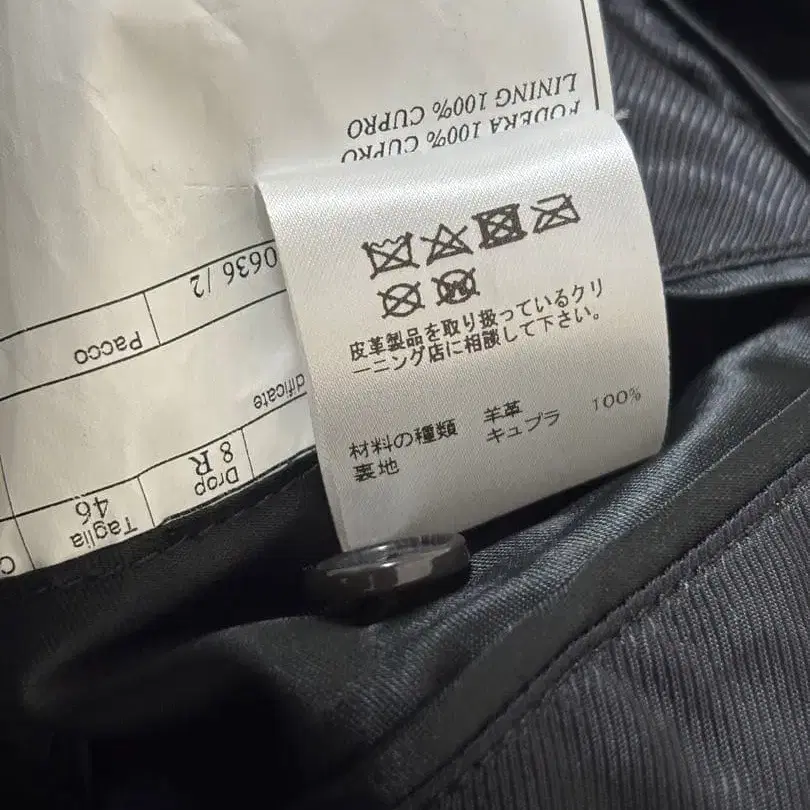 FODERA 100% CUPRO
LINING 100% CUPRO
皮革製品を取り扱っているクリ
ーニング店に相談して下さい。
材料の種類 羊革
裏地 キュプラ 100%
Taglia
46
Drop
8 R
Pacco
0636 /2